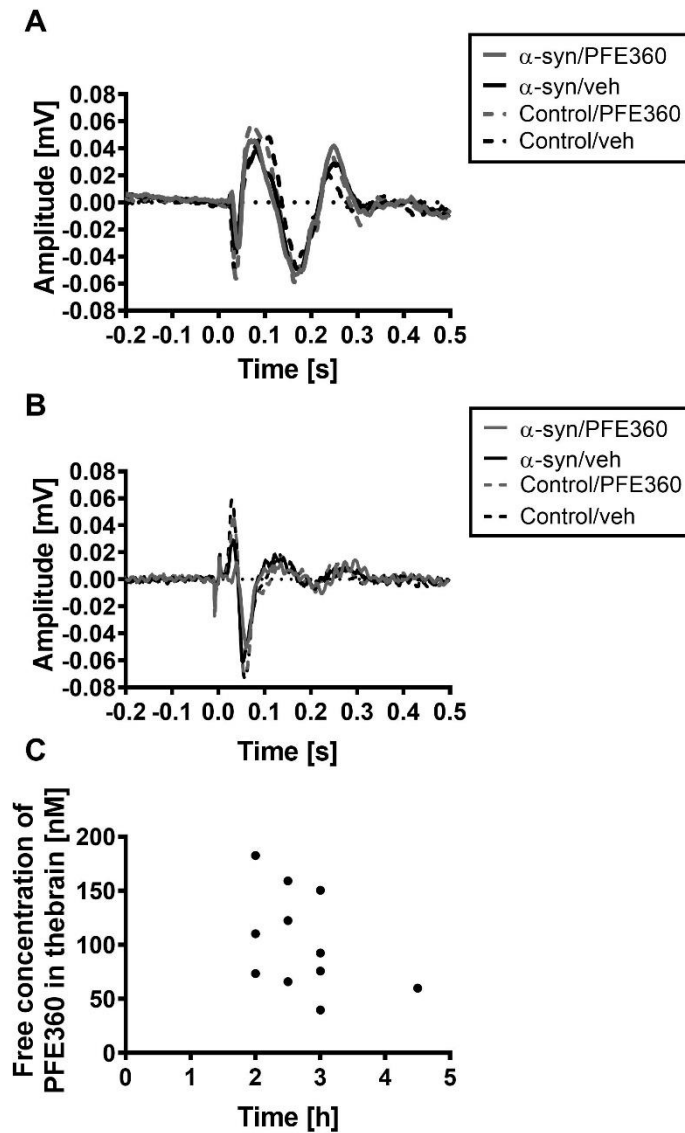 A
α-syn/PFE360
α-syn/veh
Control/PFE360
Control/veh
Amplitude [mV]
0.08
0.06
0.04
0.02
0.00
-0.02
-0.04
-0.06
-0.08
-0.2 -0.1 0.0 0.1 0.2 0.3 0.4 0.5
Time [s]
B
α-syn/PFE360
α-syn/veh
Control/PFE360
Control/veh
Amplitude [mV]
0.08
0.06
0.04
0.02
0.00
-0.02
-0.04
-0.06
-0.08
-0.2 -0.1 0.0 0.1 0.2 0.3 0.4 0.5
Time [s]
C
Free concentration of
PFE360 in thebrain [nM]
200
150
100
50
0
0 1 2 3 4 5
Time [h]